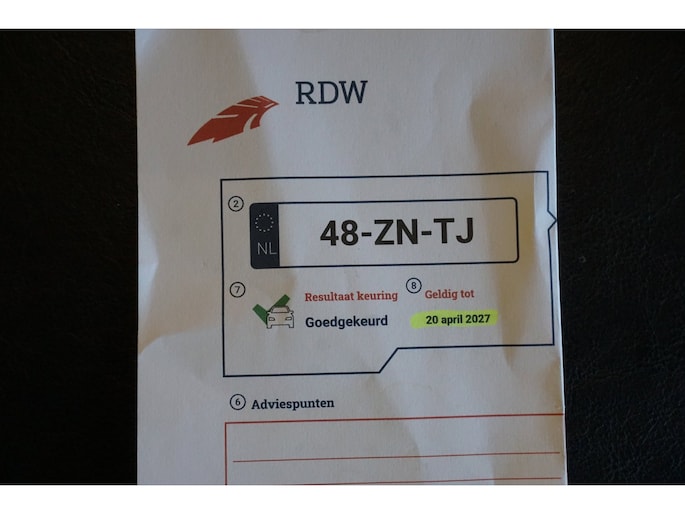 RDW
2
NL
48-ZN-TJ
7
Resultaat keuring
8
Geldig tot
Goedgekeurd
20 april 2027
6
Adviespunten